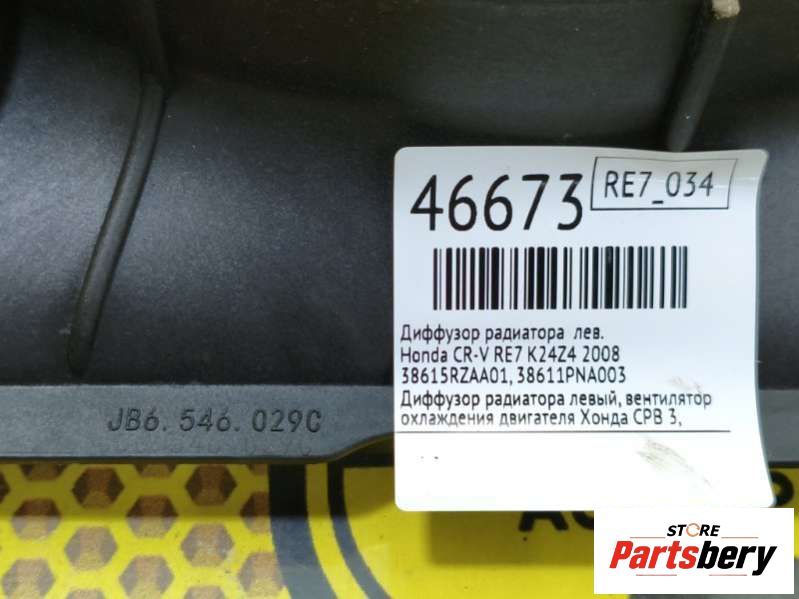 46673
RE7_034
Диффузор радиатора лев.
Honda CR-V RE7 K24Z4 2008
38615RZAA01, 38611PNA003
Диффузор радиатора левый, вентилятор
охлаждения двигателя Хонда СРВ 3,
JB6. 546. 029C
STORE
Partsbery